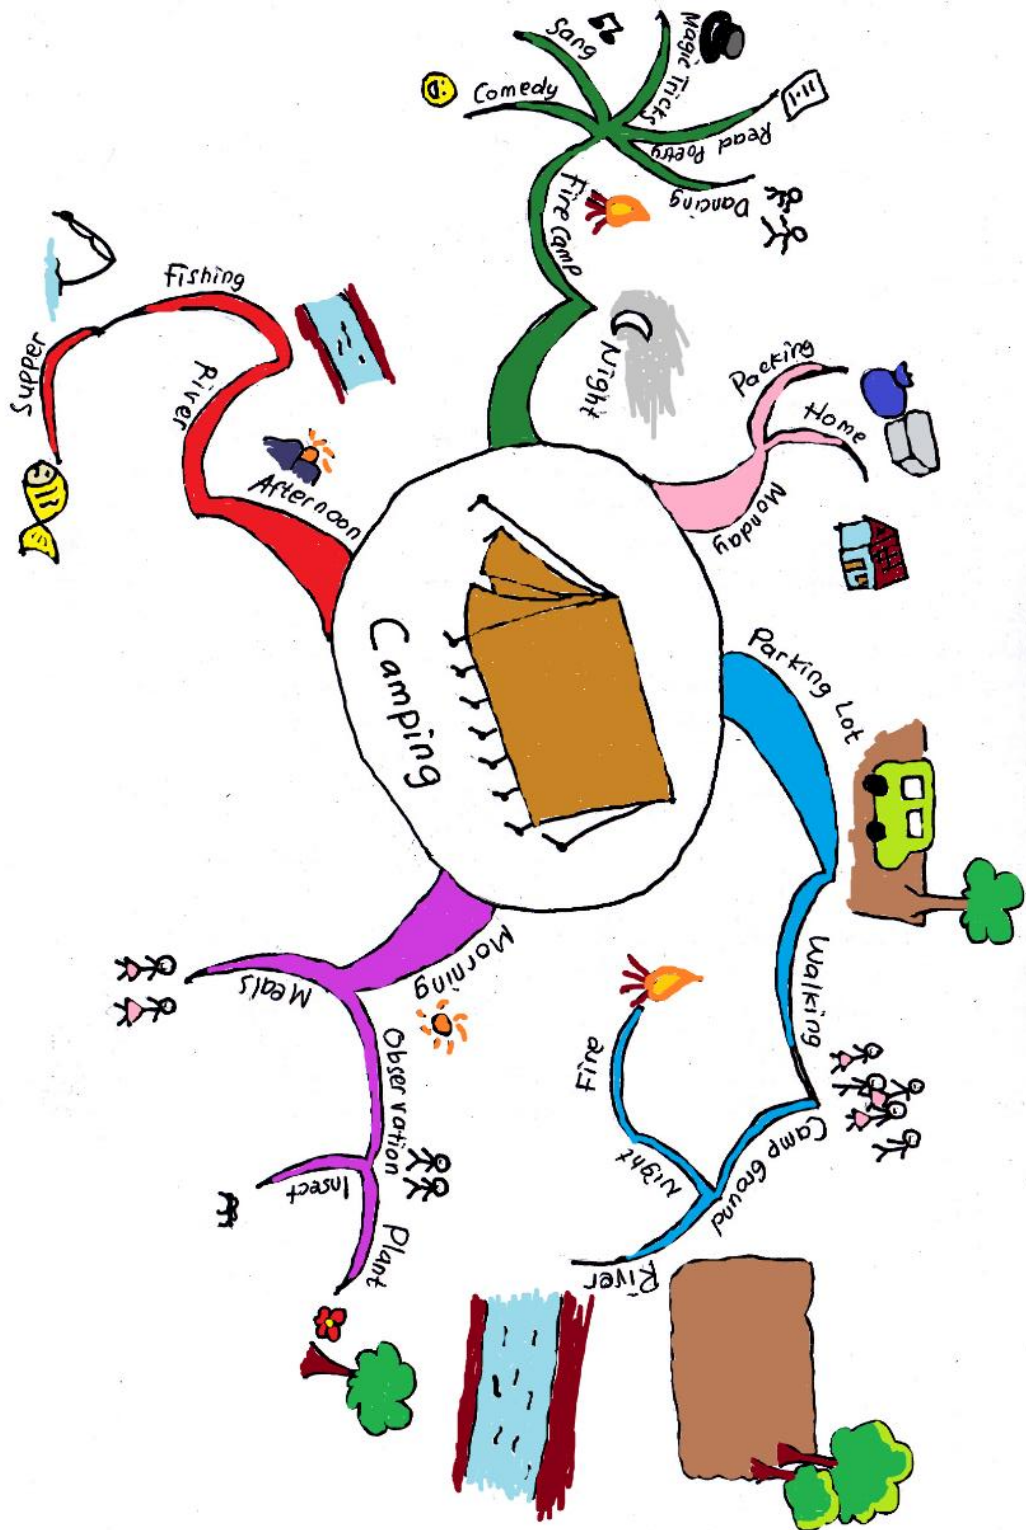 Camping
Parking Lot
Walking
Camp Ground
River
Night
Fire
Morning
Observation
Plant
Insect
Meals
Afternoon
River
Fishing
Supper
Night
Fire Camp
Comedy
Sang
Magic Tricks
Read Poetry
Dancing
Monday
Packing
Home